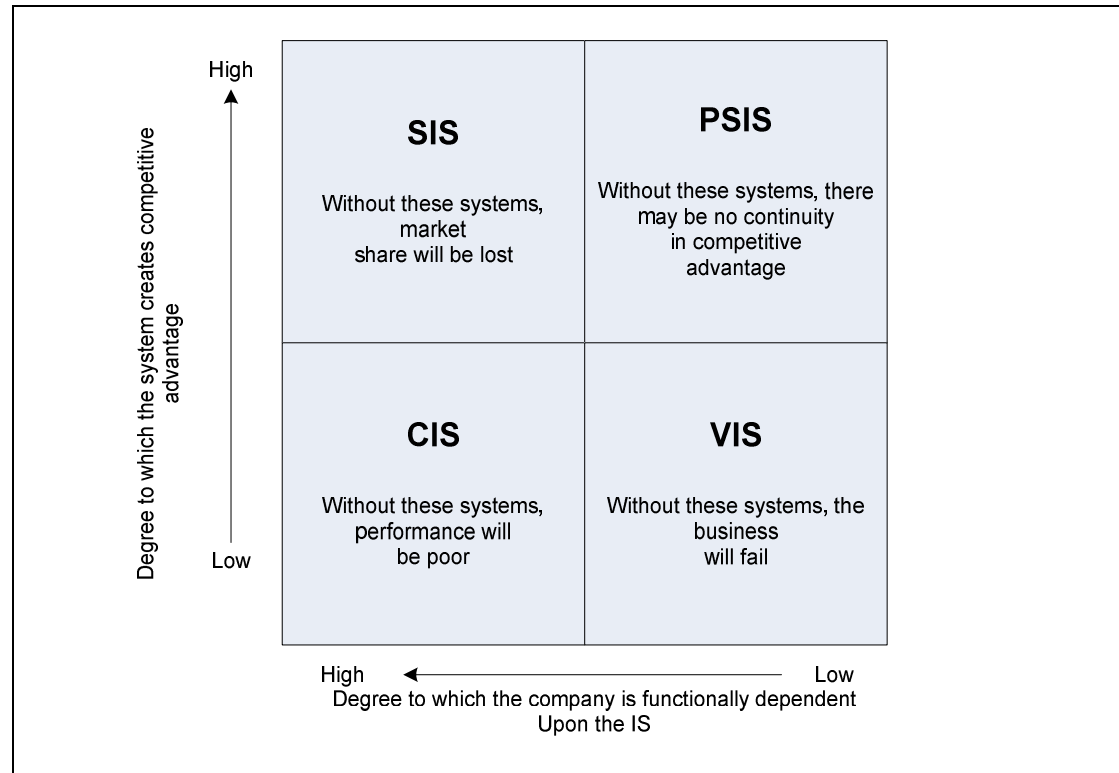 High
Degree to which the system creates competitive
advantage
Low
SIS
Without these systems,
market
share will be lost
PSIS
Without these systems, there
may be no continuity
in competitive
advantage
CIS
Without these systems,
performance will
be poor
VIS
Without these systems, the
business
will fail
High
Low
Degree to which the company is functionally dependent
Upon the IS